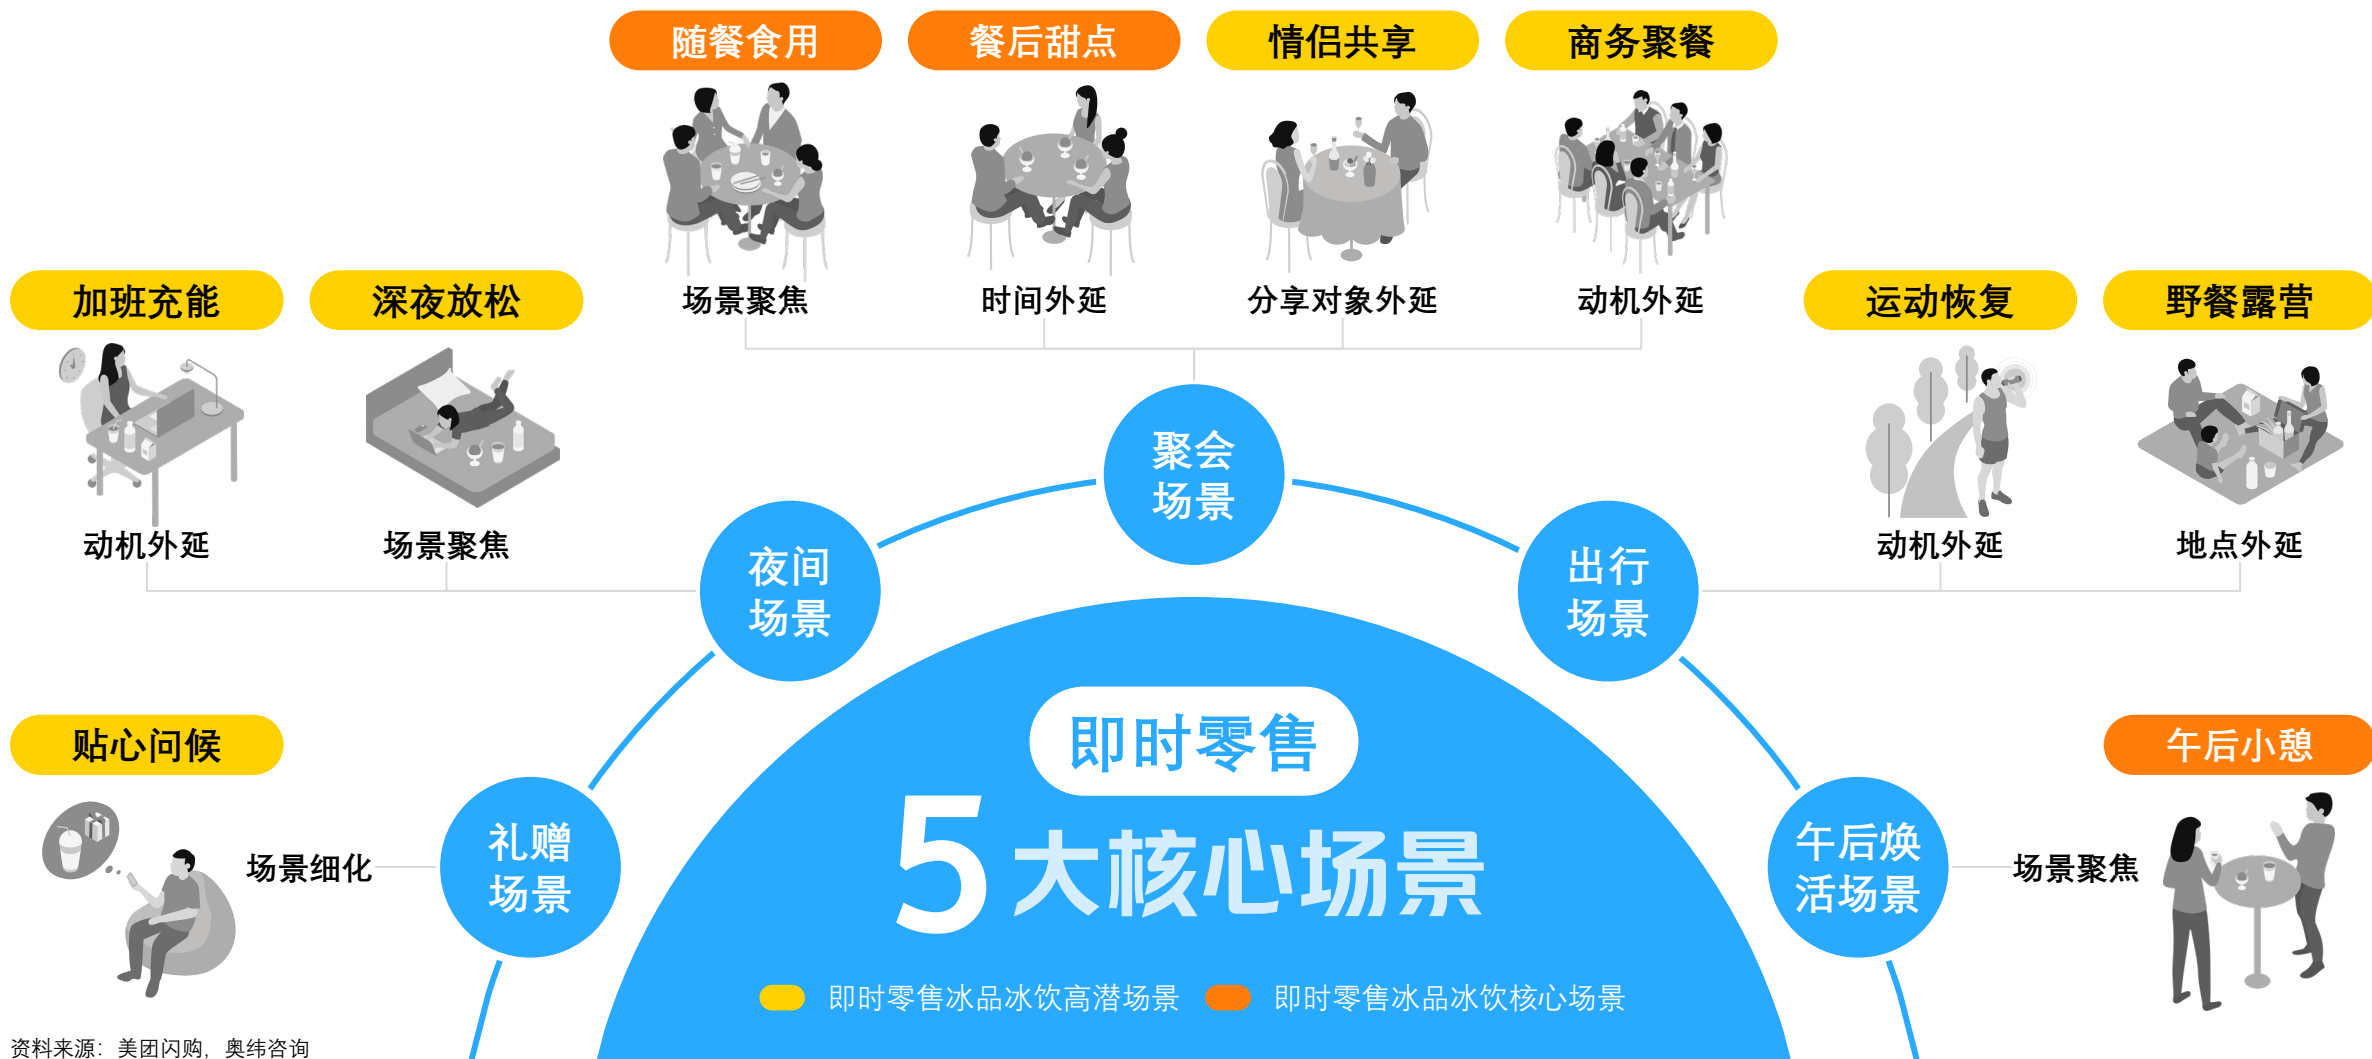 随餐食用
餐后甜点
情侣共享
商务聚餐
场景聚焦
时间外延
分享对象外延
动机外延
加班充能
深夜放松
运动恢复
野餐露营
动机外延
场景聚焦
动机外延
地点外延
聚会
场景
夜间
场景
出行
场景
贴心问候
午后小憩
场景细化
礼赠
场景
午后焕
活场景
场景聚焦
即时零售
5大核心场景
即时零售冰品冰饮高潜场景
即时零售冰品冰饮核心场景
资料来源：美团闪购，奥纬咨询